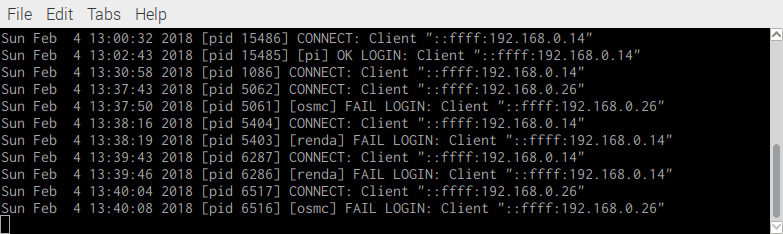 File Edit Tabs Help
Sun Feb  4 13:00:32 2018 [pid 15486] CONNECT: Client "::ffff:192.168.0.14"
Sun Feb  4 13:02:43 2018 [pid 15485] [pi] OK LOGIN: Client "::ffff:192.168.0.14"
Sun Feb  4 13:30:58 2018 [pid 1086] CONNECT: Client "::ffff:192.168.0.14"
Sun Feb  4 13:37:43 2018 [pid 5062] CONNECT: Client "::ffff:192.168.0.26"
Sun Feb  4 13:37:50 2018 [pid 5061] [osmc] FAIL LOGIN: Client "::ffff:192.168.0.26"
Sun Feb  4 13:38:16 2018 [pid 5404] CONNECT: Client "::ffff:192.168.0.14"
Sun Feb  4 13:38:19 2018 [pid 5403] [renda] FAIL LOGIN: Client "::ffff:192.168.0.14"
Sun Feb  4 13:39:43 2018 [pid 6287] CONNECT: Client "::ffff:192.168.0.14"
Sun Feb  4 13:39:46 2018 [pid 6286] [renda] FAIL LOGIN: Client "::ffff:192.168.0.14"
Sun Feb  4 13:40:04 2018 [pid 6517] CONNECT: Client "::ffff:192.168.0.26"
Sun Feb  4 13:40:08 2018 [pid 6516] [osmc] FAIL LOGIN: Client "::ffff:192.168.0.26"